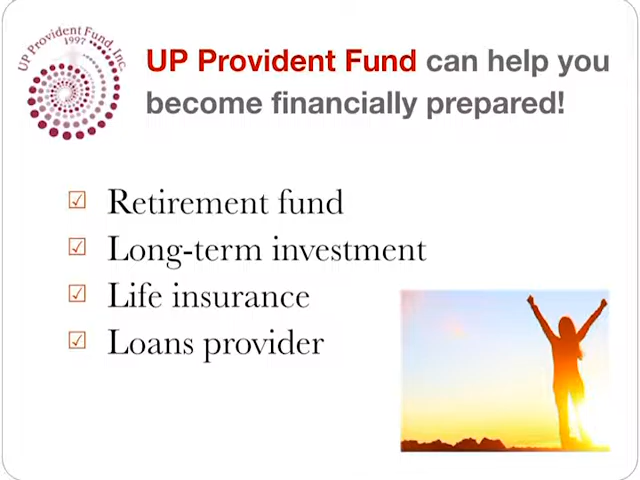 UP Provident Fund, Inc.
1997
UP Provident Fund can help you
become financially prepared!
Retirement fund
Long-term investment
Life insurance
Loans provider